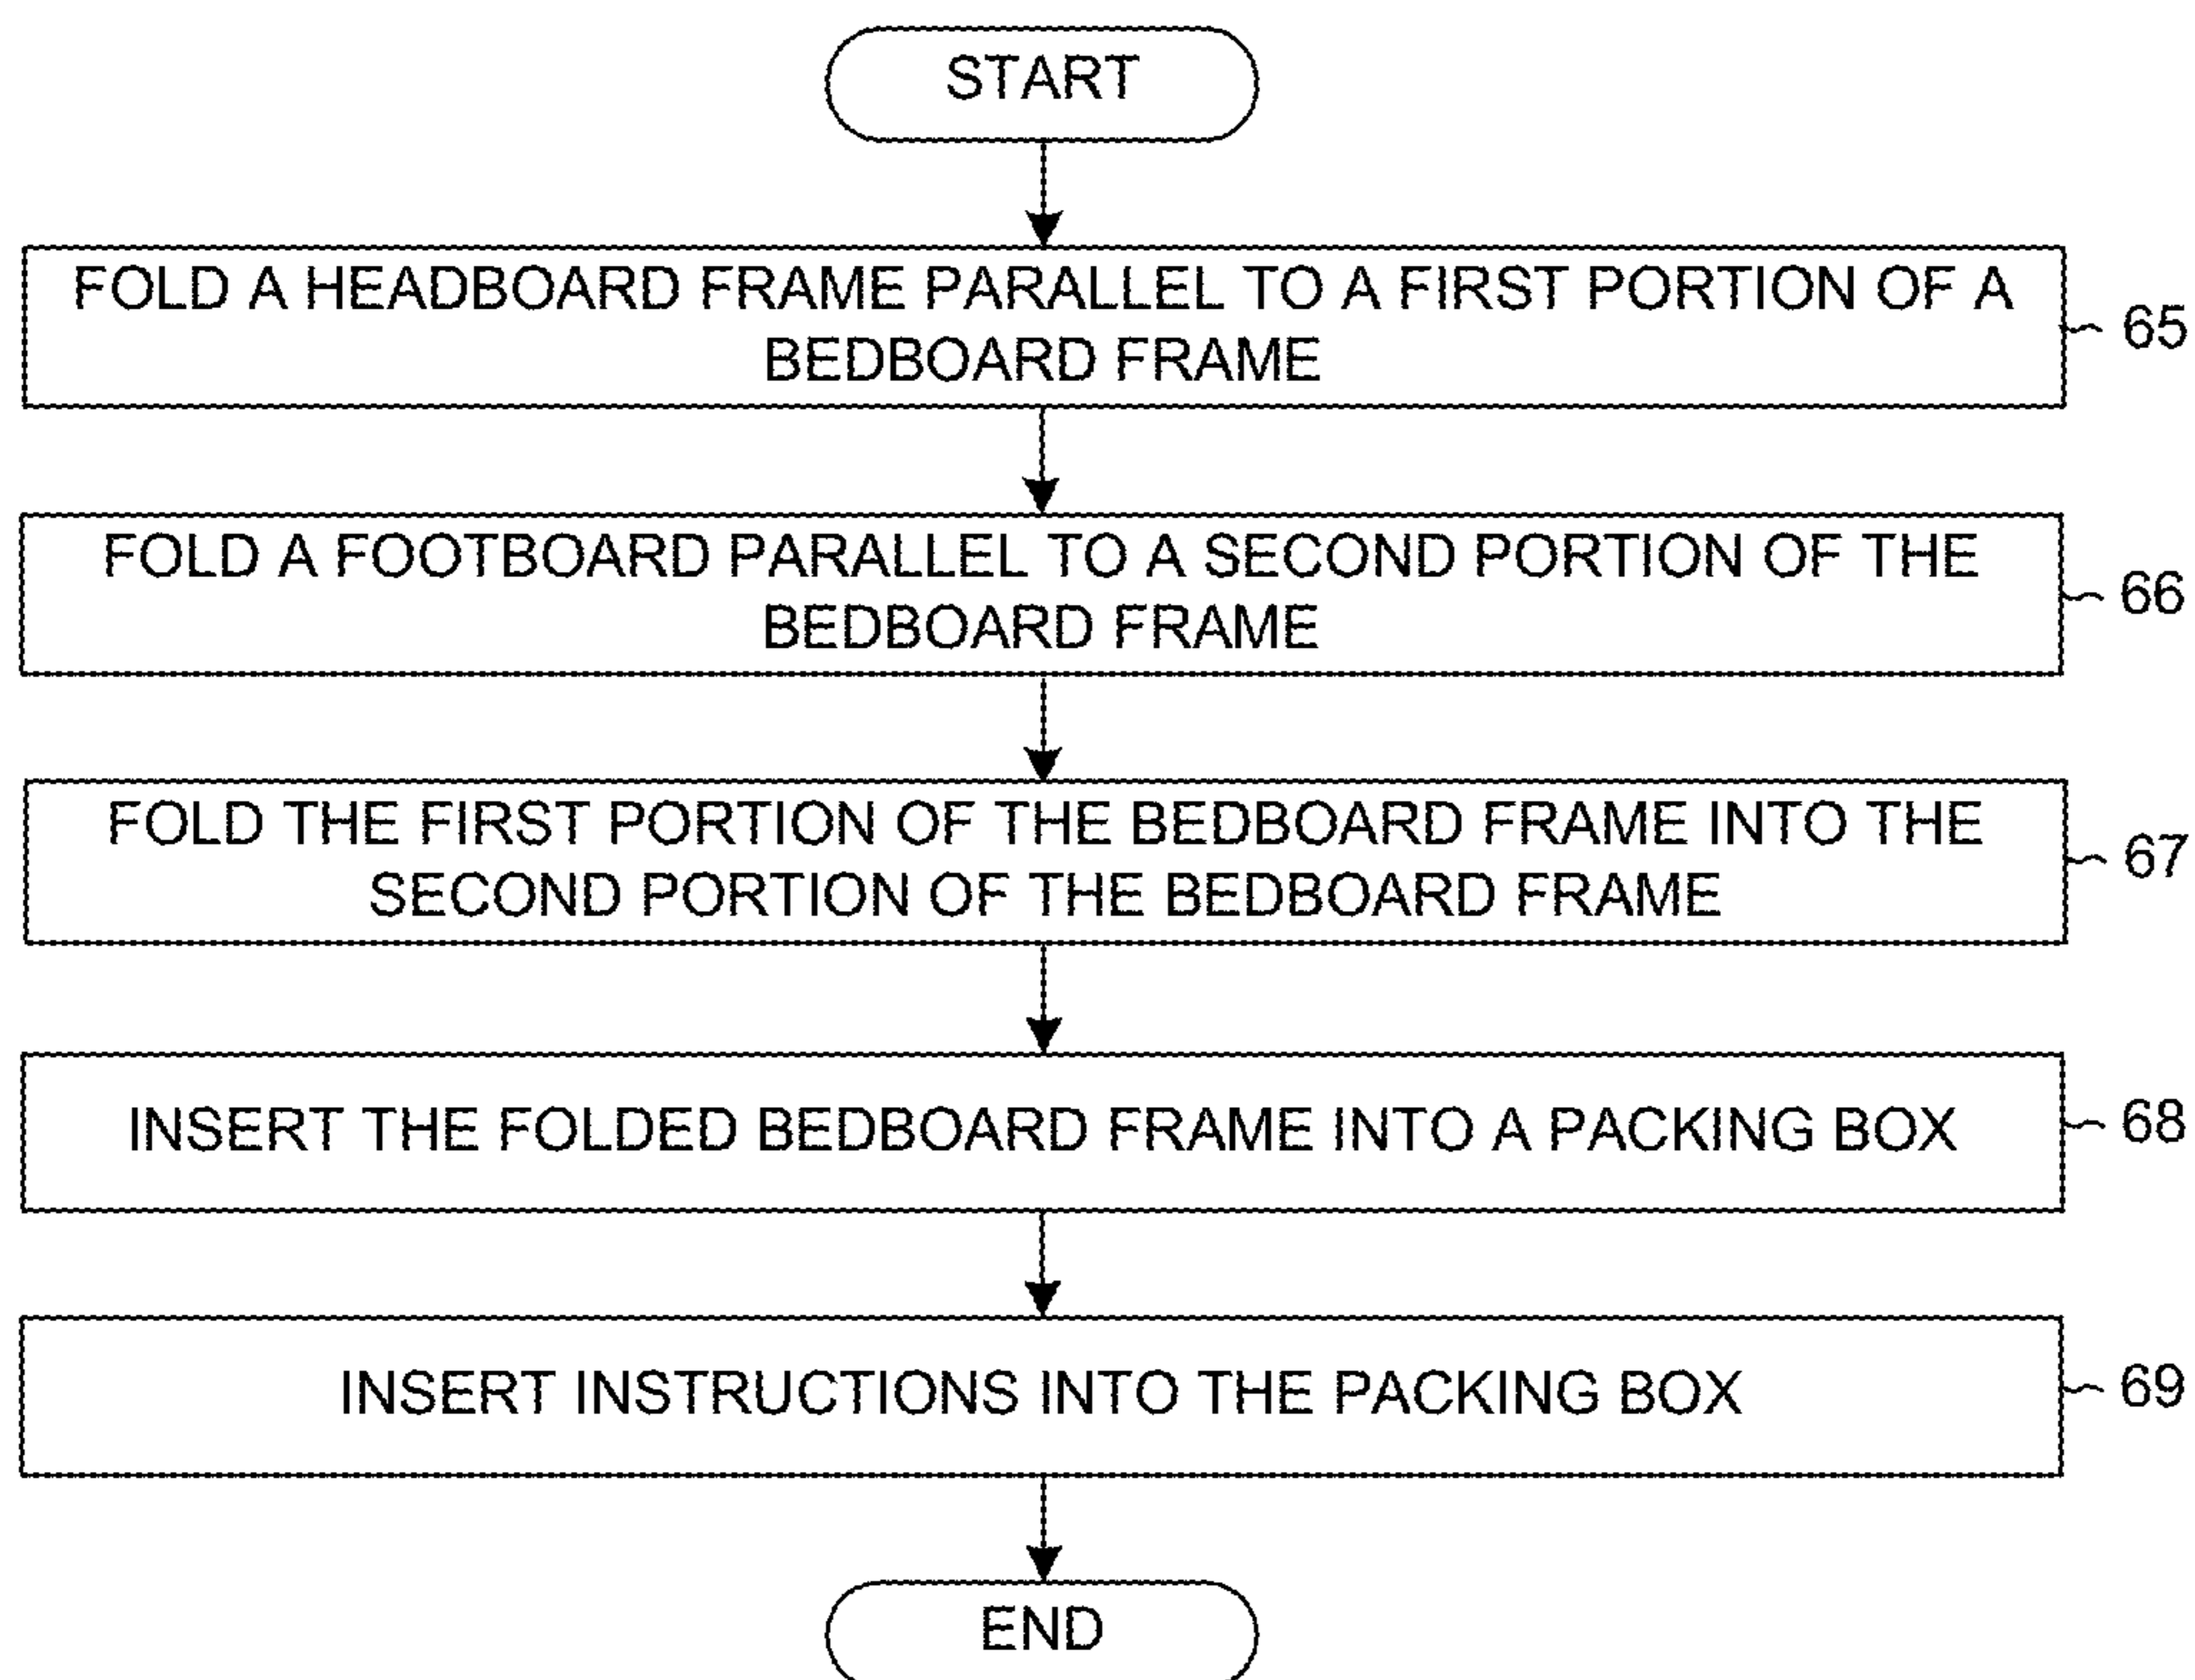 START
FOLD A HEADBOARD FRAME PARALLEL TO A FIRST PORTION OF A
BEDBOARD FRAME
65
FOLD A FOOTBOARD PARALLEL TO A SECOND PORTION OF THE
BEDBOARD FRAME
66
FOLD THE FIRST PORTION OF THE BEDBOARD FRAME INTO THE
SECOND PORTION OF THE BEDBOARD FRAME
67
INSERT THE FOLDED BEDBOARD FRAME INTO A PACKING BOX
68
INSERT INSTRUCTIONS INTO THE PACKING BOX
69
END